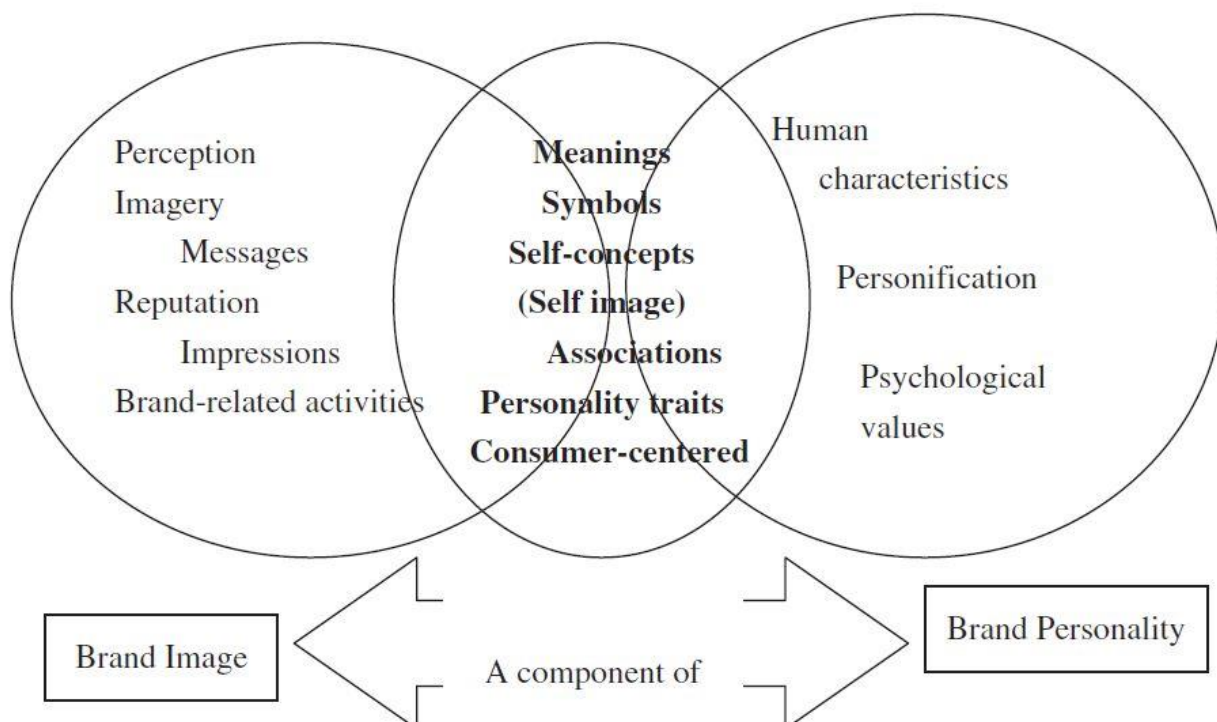 Perception
Imagery
Messages
Reputation
Impressions
Brand-related activities
Meanings
Symbols
Self-concepts
(Self image)
Associations
Personality traits
Consumer-centered
Human
characteristics
Personification
Psychological
values
Brand Image
A component of
Brand Personality